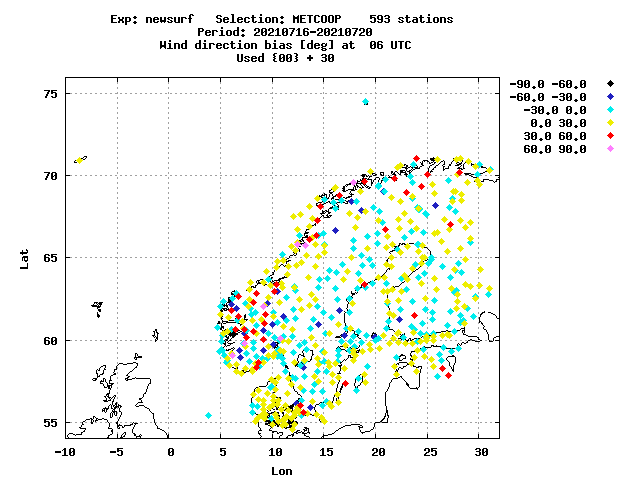 Exp: newsurf   Selection: METCOOP    593 stations
Period: 20210716-20210720
Wind direction bias [deg] at  06 UTC
Used {00} + 30
-90.0 -60.0
-60.0 -30.0
-30.0 0.0
0.0 30.0
30.0 60.0
60.0 90.0
75
70
65
60
55
Lat
-10 -5 0 5 10 15 20 25 30
Lon